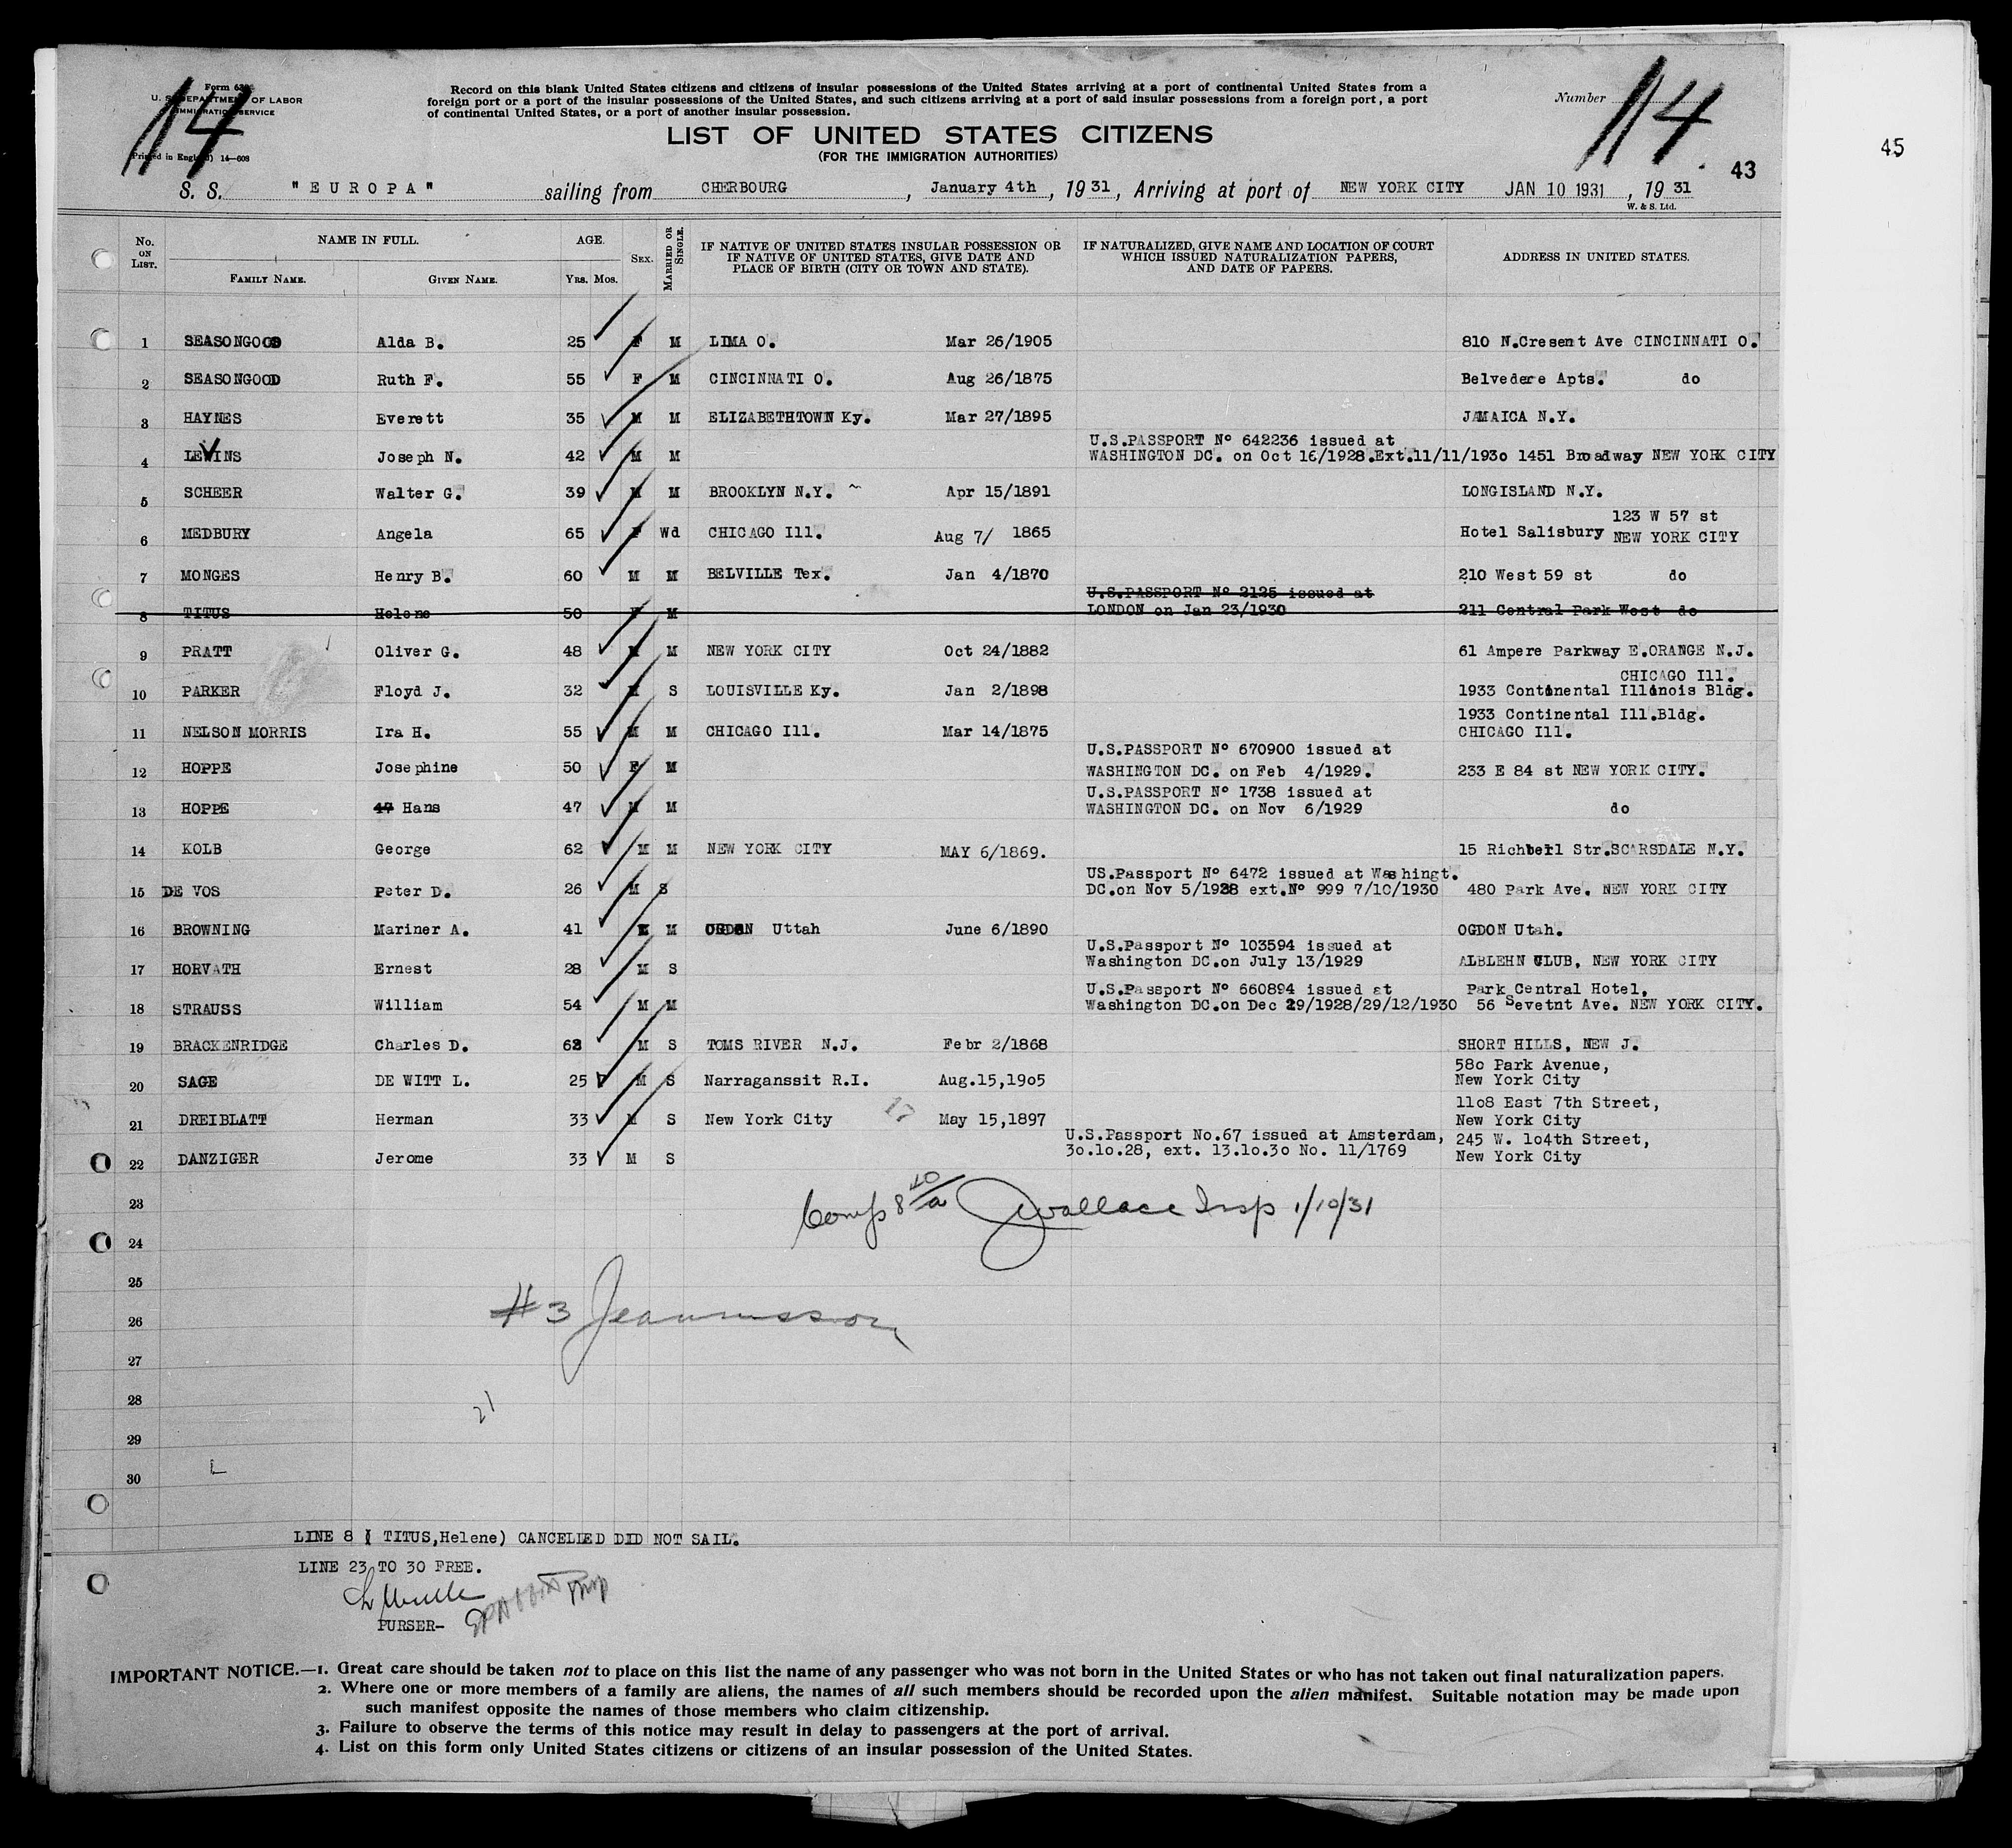 114
Form 630
U. S. DEPARTMENT OF LABOR
IMMIGRATION SERVICE
(Printed in England) 14—608
Record on this blank United States citizens and citizens of insular possessions of the United States arriving at a port of continental United States from a
foreign port or a port of the insular possessions of the United States, and such citizens arriving at a port of said insular possessions from a foreign port, a port
of continental United States, or a port of another insular possession.
Number 114
LIST OF UNITED STATES CITIZENS
(FOR THE IMMIGRATION AUTHORITIES)
43
45
S. S. "EUROPA" sailing from CHERBOURG, January 4th, 1931, Arriving at port of NEW YORK CITY JAN 10 1931, 1931
W. & S. Ltd.
No. ON LIST. NAME IN FULL. FAMILY NAME. GIVEN NAME. AGE. YRS. MOS. SEX. MARRIED OR SINGLE. IF NATIVE OF UNITED STATES INSULAR POSSESSION OR IF NATIVE OF UNITED STATES, GIVE DATE AND PLACE OF BIRTH (CITY OR TOWN AND STATE). IF NATURALIZED, GIVE NAME AND LOCATION OF COURT WHICH ISSUED NATURALIZATION PAPERS, AND DATE OF PAPERS. ADDRESS IN UNITED STATES.
1 SEASONGOOD Alda B. 25 F M LIMA O. Mar 26/1905 810 N.Cresent Ave CINCINNATI O.
2 SEASONGOOD Ruth F. 55 F M CINCINNATI O. Aug 26/1875 Belvedere Apts. do
3 HAYNES Everett 35 M M ELIZABETHTOWN Ky. Mar 27/1895 JAMAICA N.Y.
U.S.PASSPORT Nº 642236 issued at
4 LEWINS Joseph N. 42 M M WASHINGTON DC. on Oct 16/1928.Ext.11/11/1930 1451 Broadway NEW YORK CITY
5 SCHEER Walter G. 39 M M BROOKLYN N.Y. Apr 15/1891 LONGISLAND N.Y.
123 W 57 st
6 MEDBURY Angela 65 F Wd CHICAGO Ill. Aug 7/ 1865 Hotel Salisbury NEW YORK CITY
7 MONGES Henry B. 60 M M BELVILLE Tex. Jan 4/1870 210 West 59 st do
U.S.PASSPORT Nº 2125 issued at
8 TITUS Helene 50 F M LONDON on Jan 23/1930 211 Central Park West do
9 PRATT Oliver G. 48 M M NEW YORK CITY Oct 24/1882 61 Ampere Parkway E.ORANGE N.J.
CHICAGO Ill.
10 PARKER Floyd J. 32 M S LOUISVILLE Ky. Jan 2/1898 1933 Continental Illinois Bldg.
1933 Continental Ill.Bldg.
11 NELSON MORRIS Ira H. 55 M M CHICAGO Ill. Mar 14/1875 CHICAGO Ill.
U.S.PASSPORT Nº 670900 issued at
12 HOPPE Josephine 50 F M WASHINGTON DC. on Feb 4/1929. 233 E 84 st NEW YORK CITY.
U.S.PASSPORT Nº 1738 issued at
13 HOPPE 47 Hans 47 M M WASHINGTON DC. on Nov 6/1929 do
14 KOLB George 62 M M NEW YORK CITY MAY 6/1869. 15 Richbell Str.SCARSDALE N.Y.
US.Passport Nº 6472 issued at Washingt.
15 DE VOS Peter D. 26 M S DC.on Nov 5/1928 ext.Nº 999 7/10/1930 480 Park Ave. NEW YORK CITY
16 BROWNING Mariner A. 41 M M OGDEN Uttah June 6/1890 OGDON Utah.
U.S.Passport Nº 103594 issued at
17 HORVATH Ernest 28 M S Washington DC.on July 13/1929 ALBLEHN CLUB, NEW YORK CITY
U.S.Passport Nº 660894 issued at Park Central Hotel,
18 STRAUSS William 54 M M Washington DC.on Dec 29/1928/29/12/1930 56 Sevetnt Ave. NEW YORK CITY.
19 BRACKENRIDGE Charles D. 62 M S TOMS RIVER N.J. Febr 2/1868 SHORT HILLS, NEW J.
580 Park Avenue,
20 SAGE DE WITT L. 25 M S Narraganssit R.I. Aug.15,1905 New York City
1108 East 7th Street,
21 DREIBLATT Herman 33 M S New York City 17 May 15,1897 New York City
U.S.Passport No.67 issued at Amsterdam, 245 W. 104th Street,
22 DANZIGER Jerome 33 M S 30.10.28, ext. 13.10.30 No. 11/1769 New York City
23 Comp 8 40/a JWallace Insp 1/10/31
24
25
26 #3
27
28 21
29
30
LINE 8 ( TITUS,Helene) CANCELLED DID NOT SAIL.
LINE 23 TO 30 FREE.
PURSER-
IMPORTANT NOTICE.—1. Great care should be taken not to place on this list the name of any passenger who was not born in the United States or who has not taken out final naturalization papers.
2. Where one or more members of a family are aliens, the names of all such members should be recorded upon the alien manifest. Suitable notation may be made upon
such manifest opposite the names of those members who claim citizenship.
3. Failure to observe the terms of this notice may result in delay to passengers at the port of arrival.
4. List on this form only United States citizens or citizens of an insular possession of the United States.